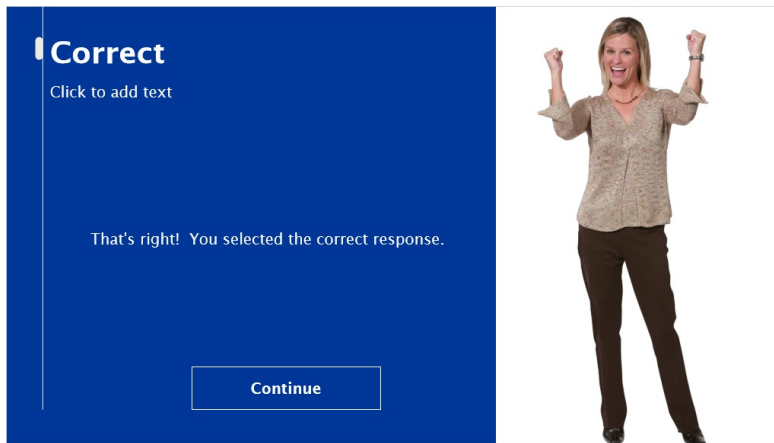 Correct
Click to add text
That's right!  You selected the correct response.
Continue